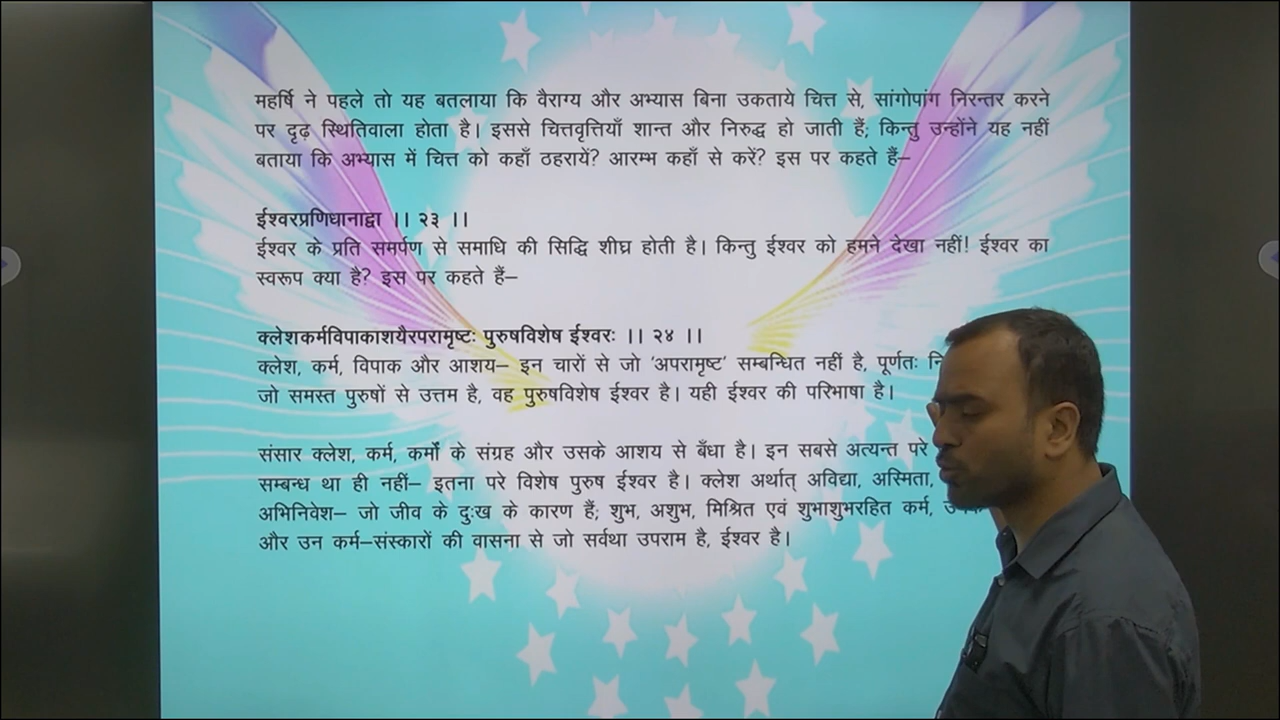 महर्षि ने पहले तो यह बतलाया कि वैराग्य और अभ्यास बिना उकताये चित्त से, सांगोपांग निरन्तर करने
पर दृढ़ स्थितिवाला होता है। इससे चित्तवृत्तियाँ शान्त और निरुद्ध हो जाती हैं; किन्तु उन्होंने यह नहीं
बताया कि अभ्यास में चित्त को कहाँ ठहरायें? आरम्भ कहाँ से करें? इस पर कहते हैं–
ईश्वरप्रणिधानाद्वा ।। २३ ।।
ईश्वर के प्रति समर्पण से समाधि की सिद्धि शीघ्र होती है। किन्तु ईश्वर को हमने देखा नहीं! ईश्वर का
स्वरूप क्या है? इस पर कहते हैं–
क्लेशकर्मविपाकाशयैरपरामृष्टः पुरुषविशेष ईश्वरः ।। २४ ।।
क्लेश, कर्म, विपाक और आशय– इन चारों से जो 'अपरामृष्ट' सम्बन्धित नहीं है, पूर्णतः
जो समस्त पुरुषों से उत्तम है, वह पुरुषविशेष ईश्वर है। यही ईश्वर की परिभाषा है।
संसार क्लेश, कर्म, कर्मों के संग्रह और उसके आशय से बँधा है। इन सबसे अत्यन्त परे
सम्बन्ध था ही नहीं– इतना परे विशेष पुरुष ईश्वर है। क्लेश अर्थात् अविद्या, अस्मिता,
अभिनिवेश– जो जीव के दुःख के कारण हैं; शुभ, अशुभ, मिश्रित एवं शुभाशुभरहित कर्म,
और उन कर्म–संस्कारों की वासना से जो सर्वथा उपराम है, ईश्वर है।